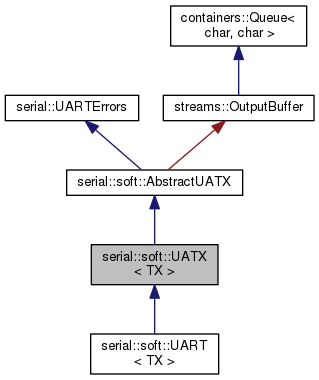 containers::Queue<
char, char >
serial::UARTErrors
streams::OutputBuffer
serial::soft::AbstractUATX
serial::soft::UATX
< TX >
serial::soft::UART
< TX >